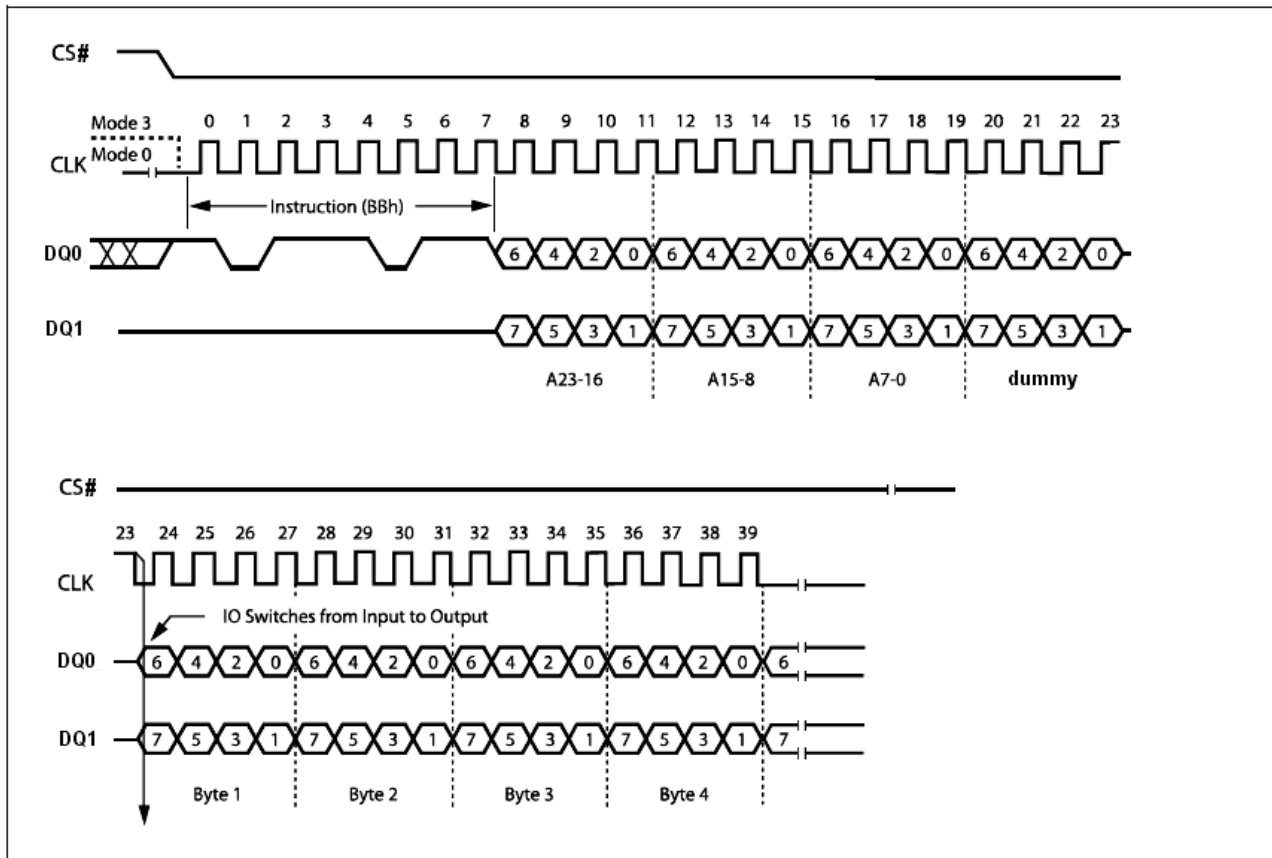 CS#
Mode 3
0 1 2 3 4 5 6 7 8 9 10 11 12 13 14 15 16 17 18 19 20 21 22 23
Mode 0
CLK
Instruction (BBh)
DQ0 6 4 2 0 6 4 2 0 6 4 2 0 6 4 2 0
DQ1 7 5 3 1 7 5 3 1 7 5 3 1 7 5 3 1
A23-16 A15-8 A7-0 dummy
CS#
23 24 25 26 27 28 29 30 31 32 33 34 35 36 37 38 39
CLK
IO Switches from Input to Output
DQ0 6 4 2 0 6 4 2 0 6 4 2 0 6 4 2 0 6
DQ1 7 5 3 1 7 5 3 1 7 5 3 1 7 5 3 1 7
Byte 1 Byte 2 Byte 3 Byte 4